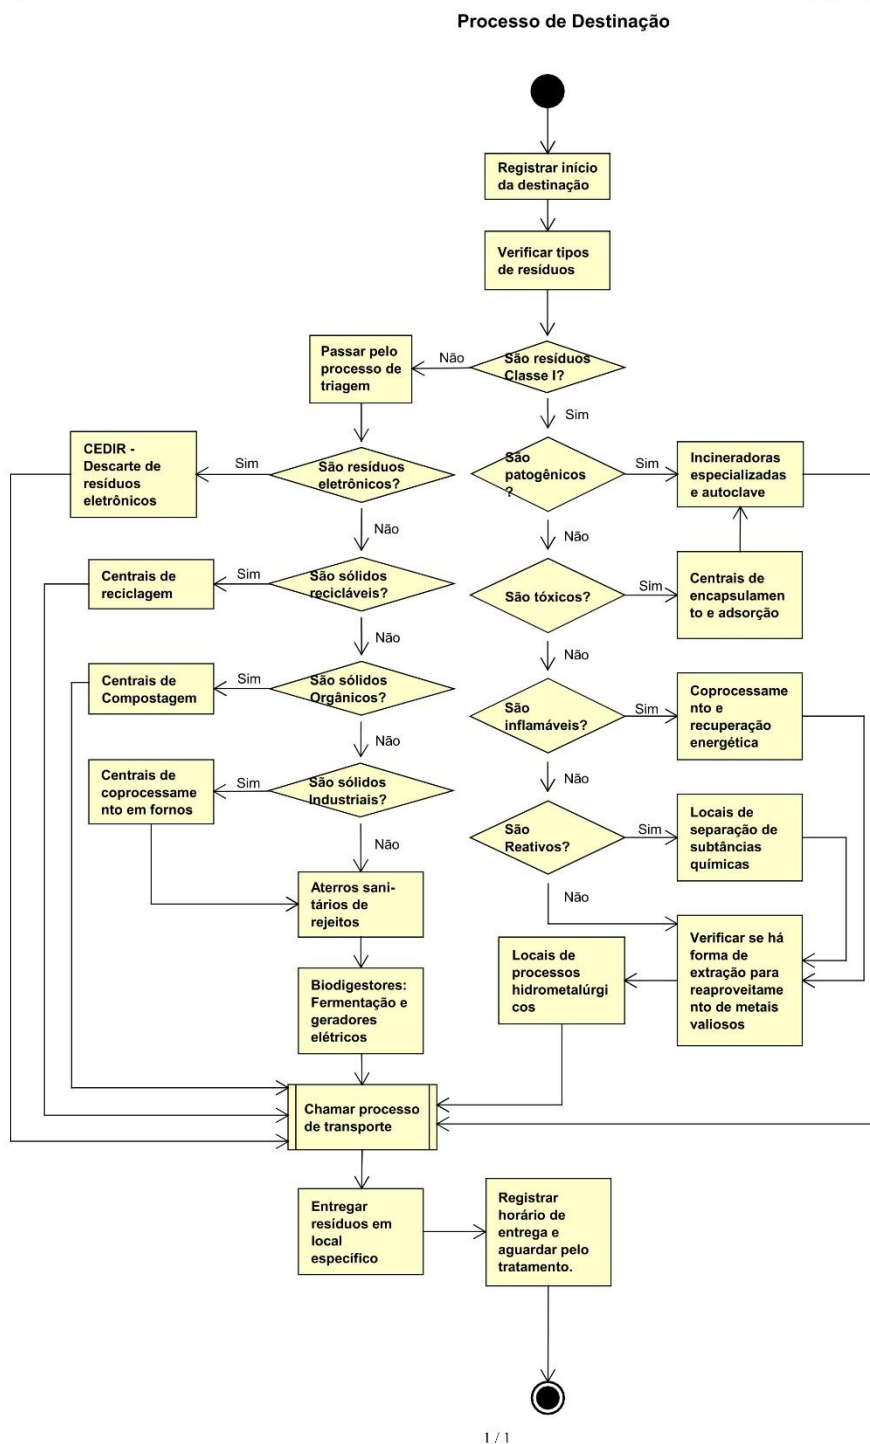 Processo de Destinação
Registrar início
da destinação
Verificar tipos
de resíduos
São resíduos
Classe I?
Não
Passar pelo
processo de
triagem
Sim
CEDIR -
Descarte de
resíduos
eletrônicos
Sim
São resíduos
eletrônicos?
São
patogênicos
?
Sim
Incineradoras
especializadas
e autoclave
Não
Não
Centrais de
reciclagem
Sim
São sólidos
recicláveis?
São tóxicos?
Sim
Centrais de
encapsulamen
to e adsorção
Não
Não
Centrais de
Compostagem
Sim
São sólidos
Orgânicos?
São
inflamáveis?
Sim
Coprocessame
nto e
recuperação
energética
Não
Não
Centrais de
coprocessame
nto em fornos
Sim
São sólidos
Industriais?
São
Reativos?
Sim
Locais de
separação de
subtâncias
químicas
Não
Não
Aterros sani-
tários de
rejeitos
Verificar se há
forma de
extração para
reaproveitame
nto de metais
valiosos
Locais de
processos
hidrometalúrgi
cos
Biodigestores:
Fermentação e
geradores
elétricos
Chamar processo
de transporte
Entregar
resíduos em
local
específico
Registrar
horário de
entrega e
aguardar pelo
tratamento.
1 / 1